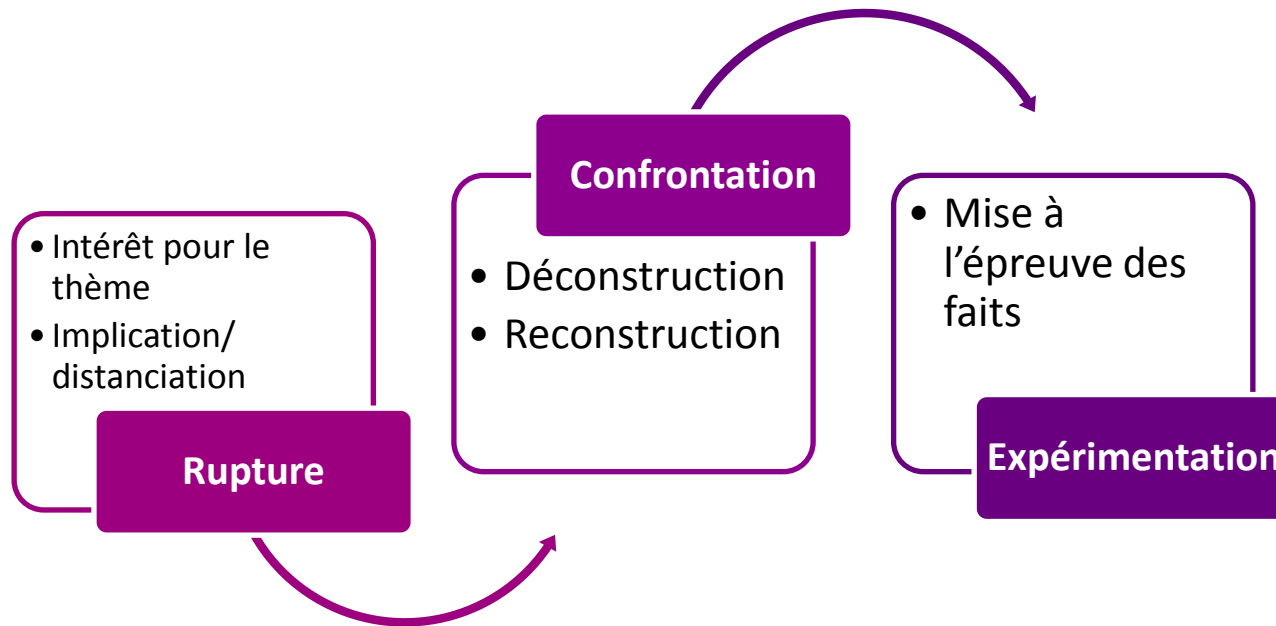 • Intérêt pour le
thème
• Implication/
distanciation
Rupture
Confrontation
• Déconstruction
• Reconstruction
• Mise à
l’épreuve des
faits
Expérimentation